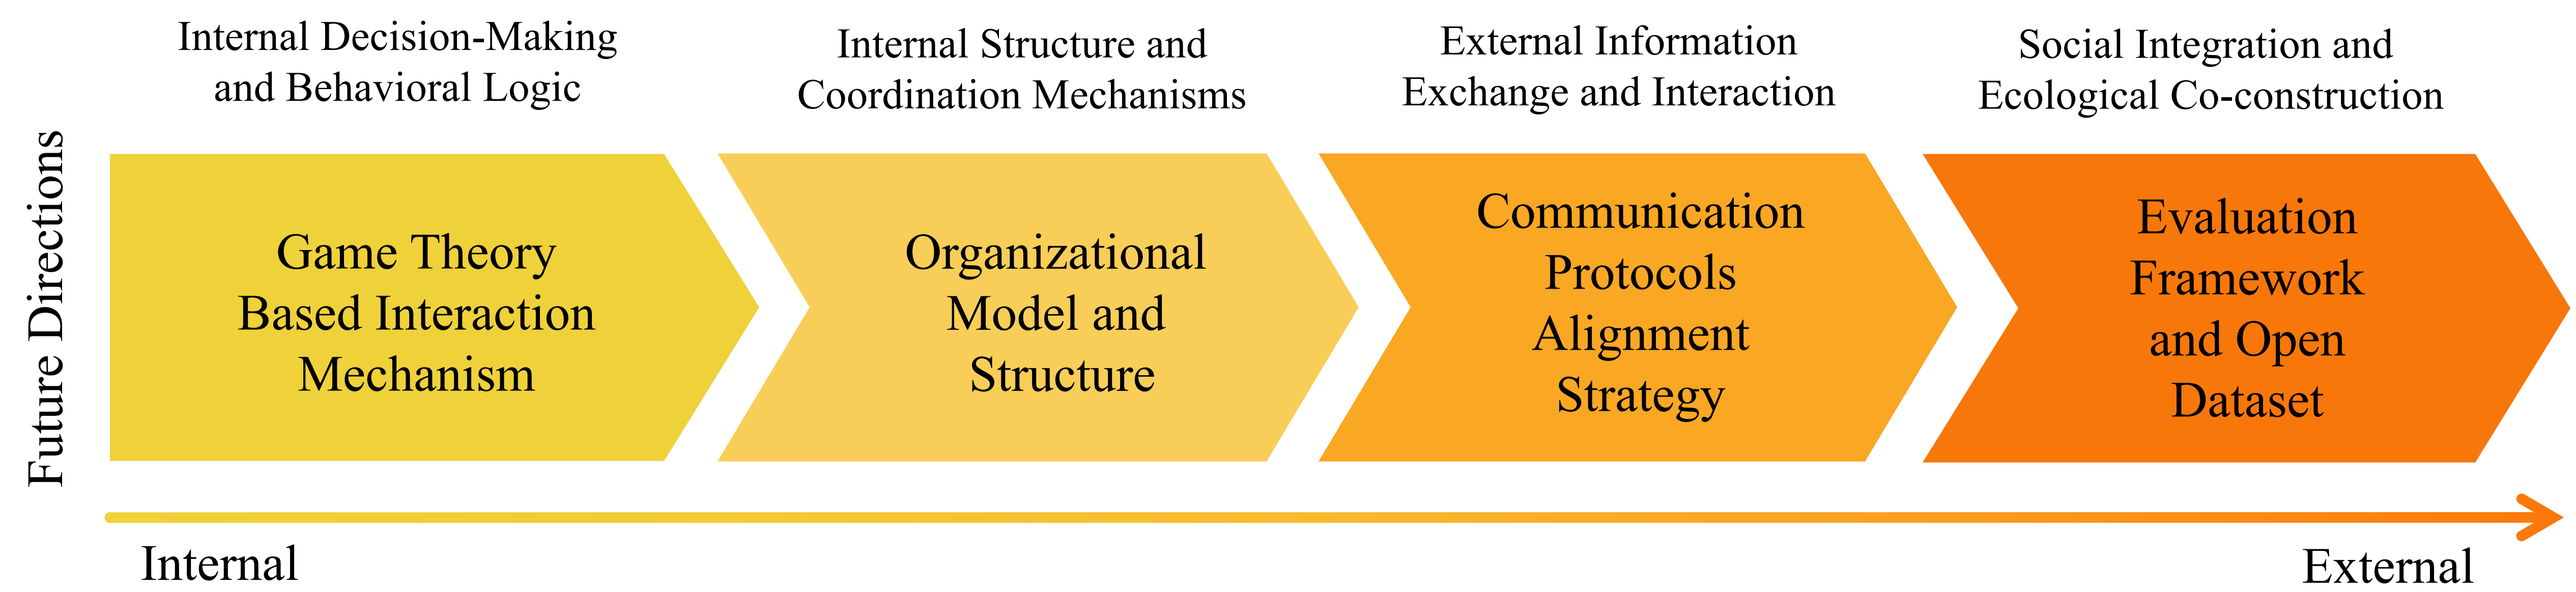 Future Directions
Internal Decision-Making
and Behavioral Logic
Internal Structure and
Coordination Mechanisms
External Information
Exchange and Interaction
Social Integration and
Ecological Co-construction
Game Theory
Based Interaction
Mechanism
Organizational
Model and
Structure
Communication
Protocols
Alignment
Strategy
Evaluation
Framework
and Open
Dataset
Internal
External